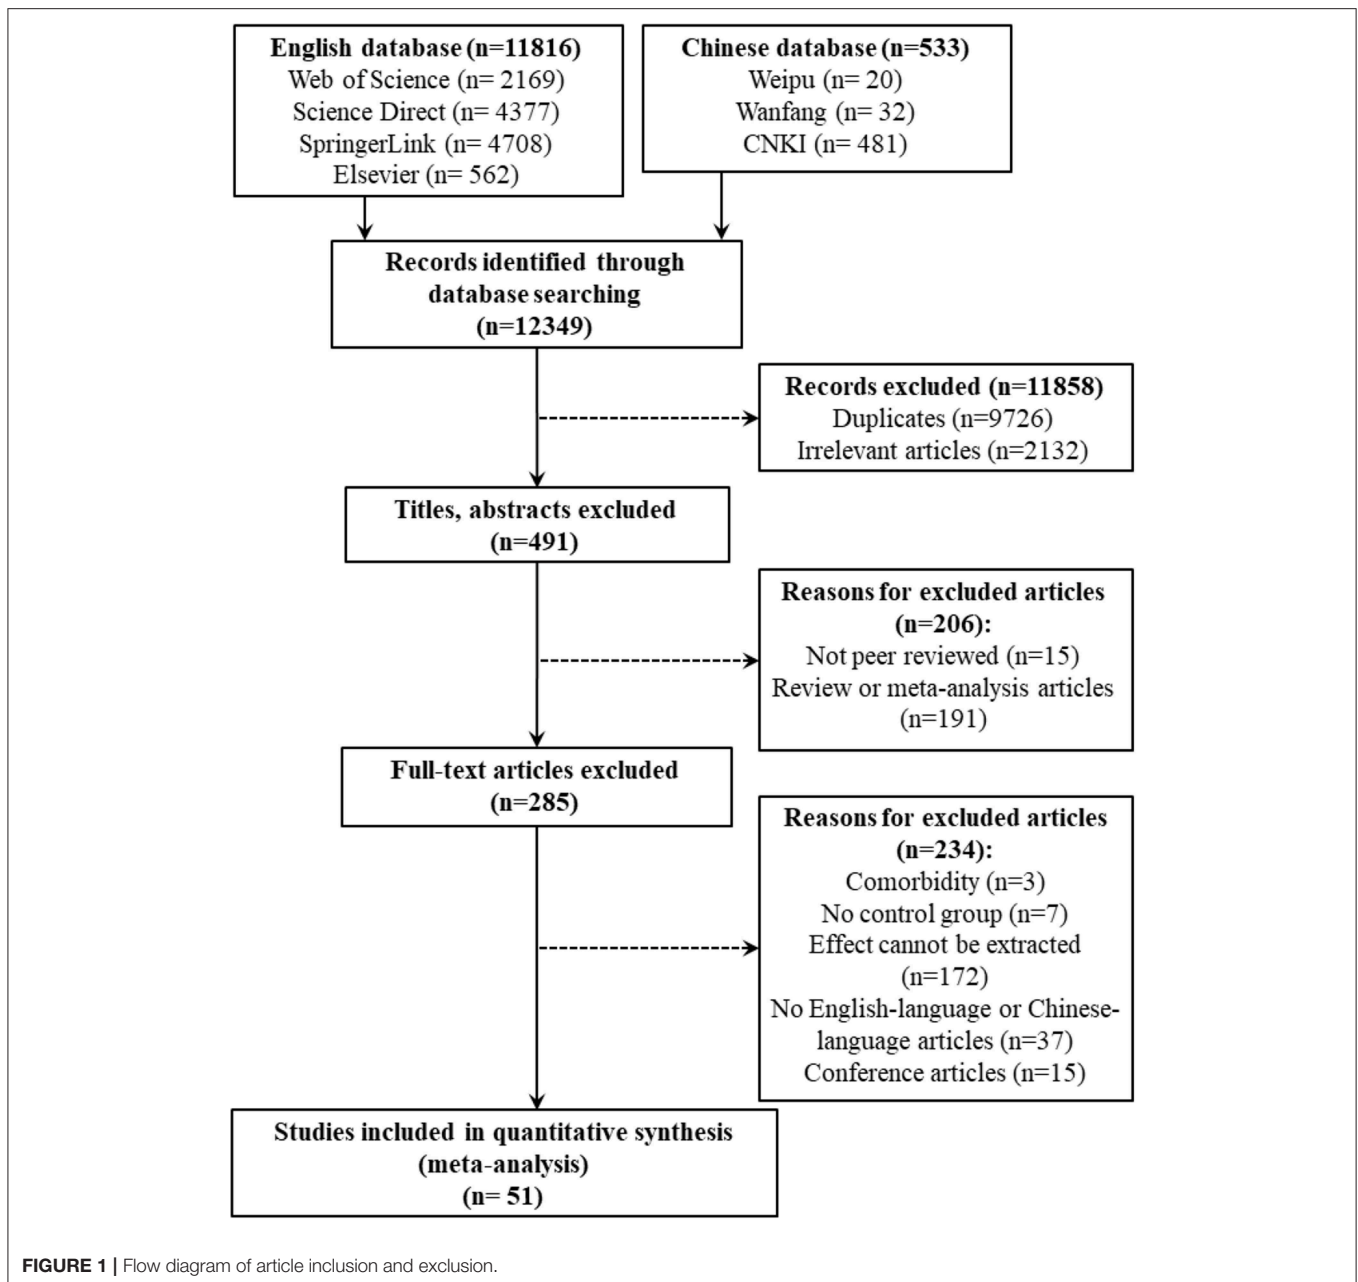 English database (n=11816)
Web of Science (n= 2169)
Science Direct (n= 4377)
SpringerLink (n= 4708)
Elsevier (n= 562)
Chinese database (n=533)
Weipu (n= 20)
Wanfang (n= 32)
CNKI (n= 481)
Records identified through
database searching
(n=12349)
Records excluded (n=11858)
Duplicates (n=9726)
Irrelevant articles (n=2132)
Titles, abstracts excluded
(n=491)
Reasons for excluded articles
(n=206):
Not peer reviewed (n=15)
Review or meta-analysis articles
(n=191)
Full-text articles excluded
(n=285)
Reasons for excluded articles
(n=234):
Comorbidity (n=3)
No control group (n=7)
Effect cannot be extracted
(n=172)
No English-language or Chinese-
language articles (n=37)
Conference articles (n=15)
Studies included in quantitative synthesis
(meta-analysis)
(n= 51)
FIGURE 1 | Flow diagram of article inclusion and exclusion.